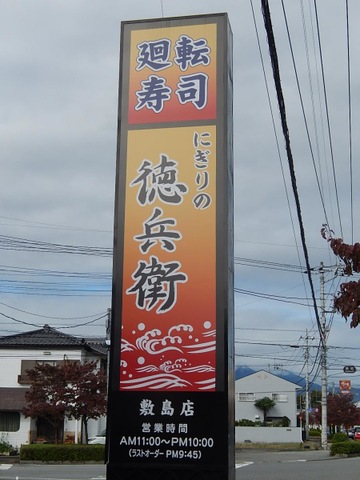 廻転
寿司
にぎりの
徳兵衛
敷島店
営業時間
AM11:00〜PM10:00
(ラストオーダー PM9:45)